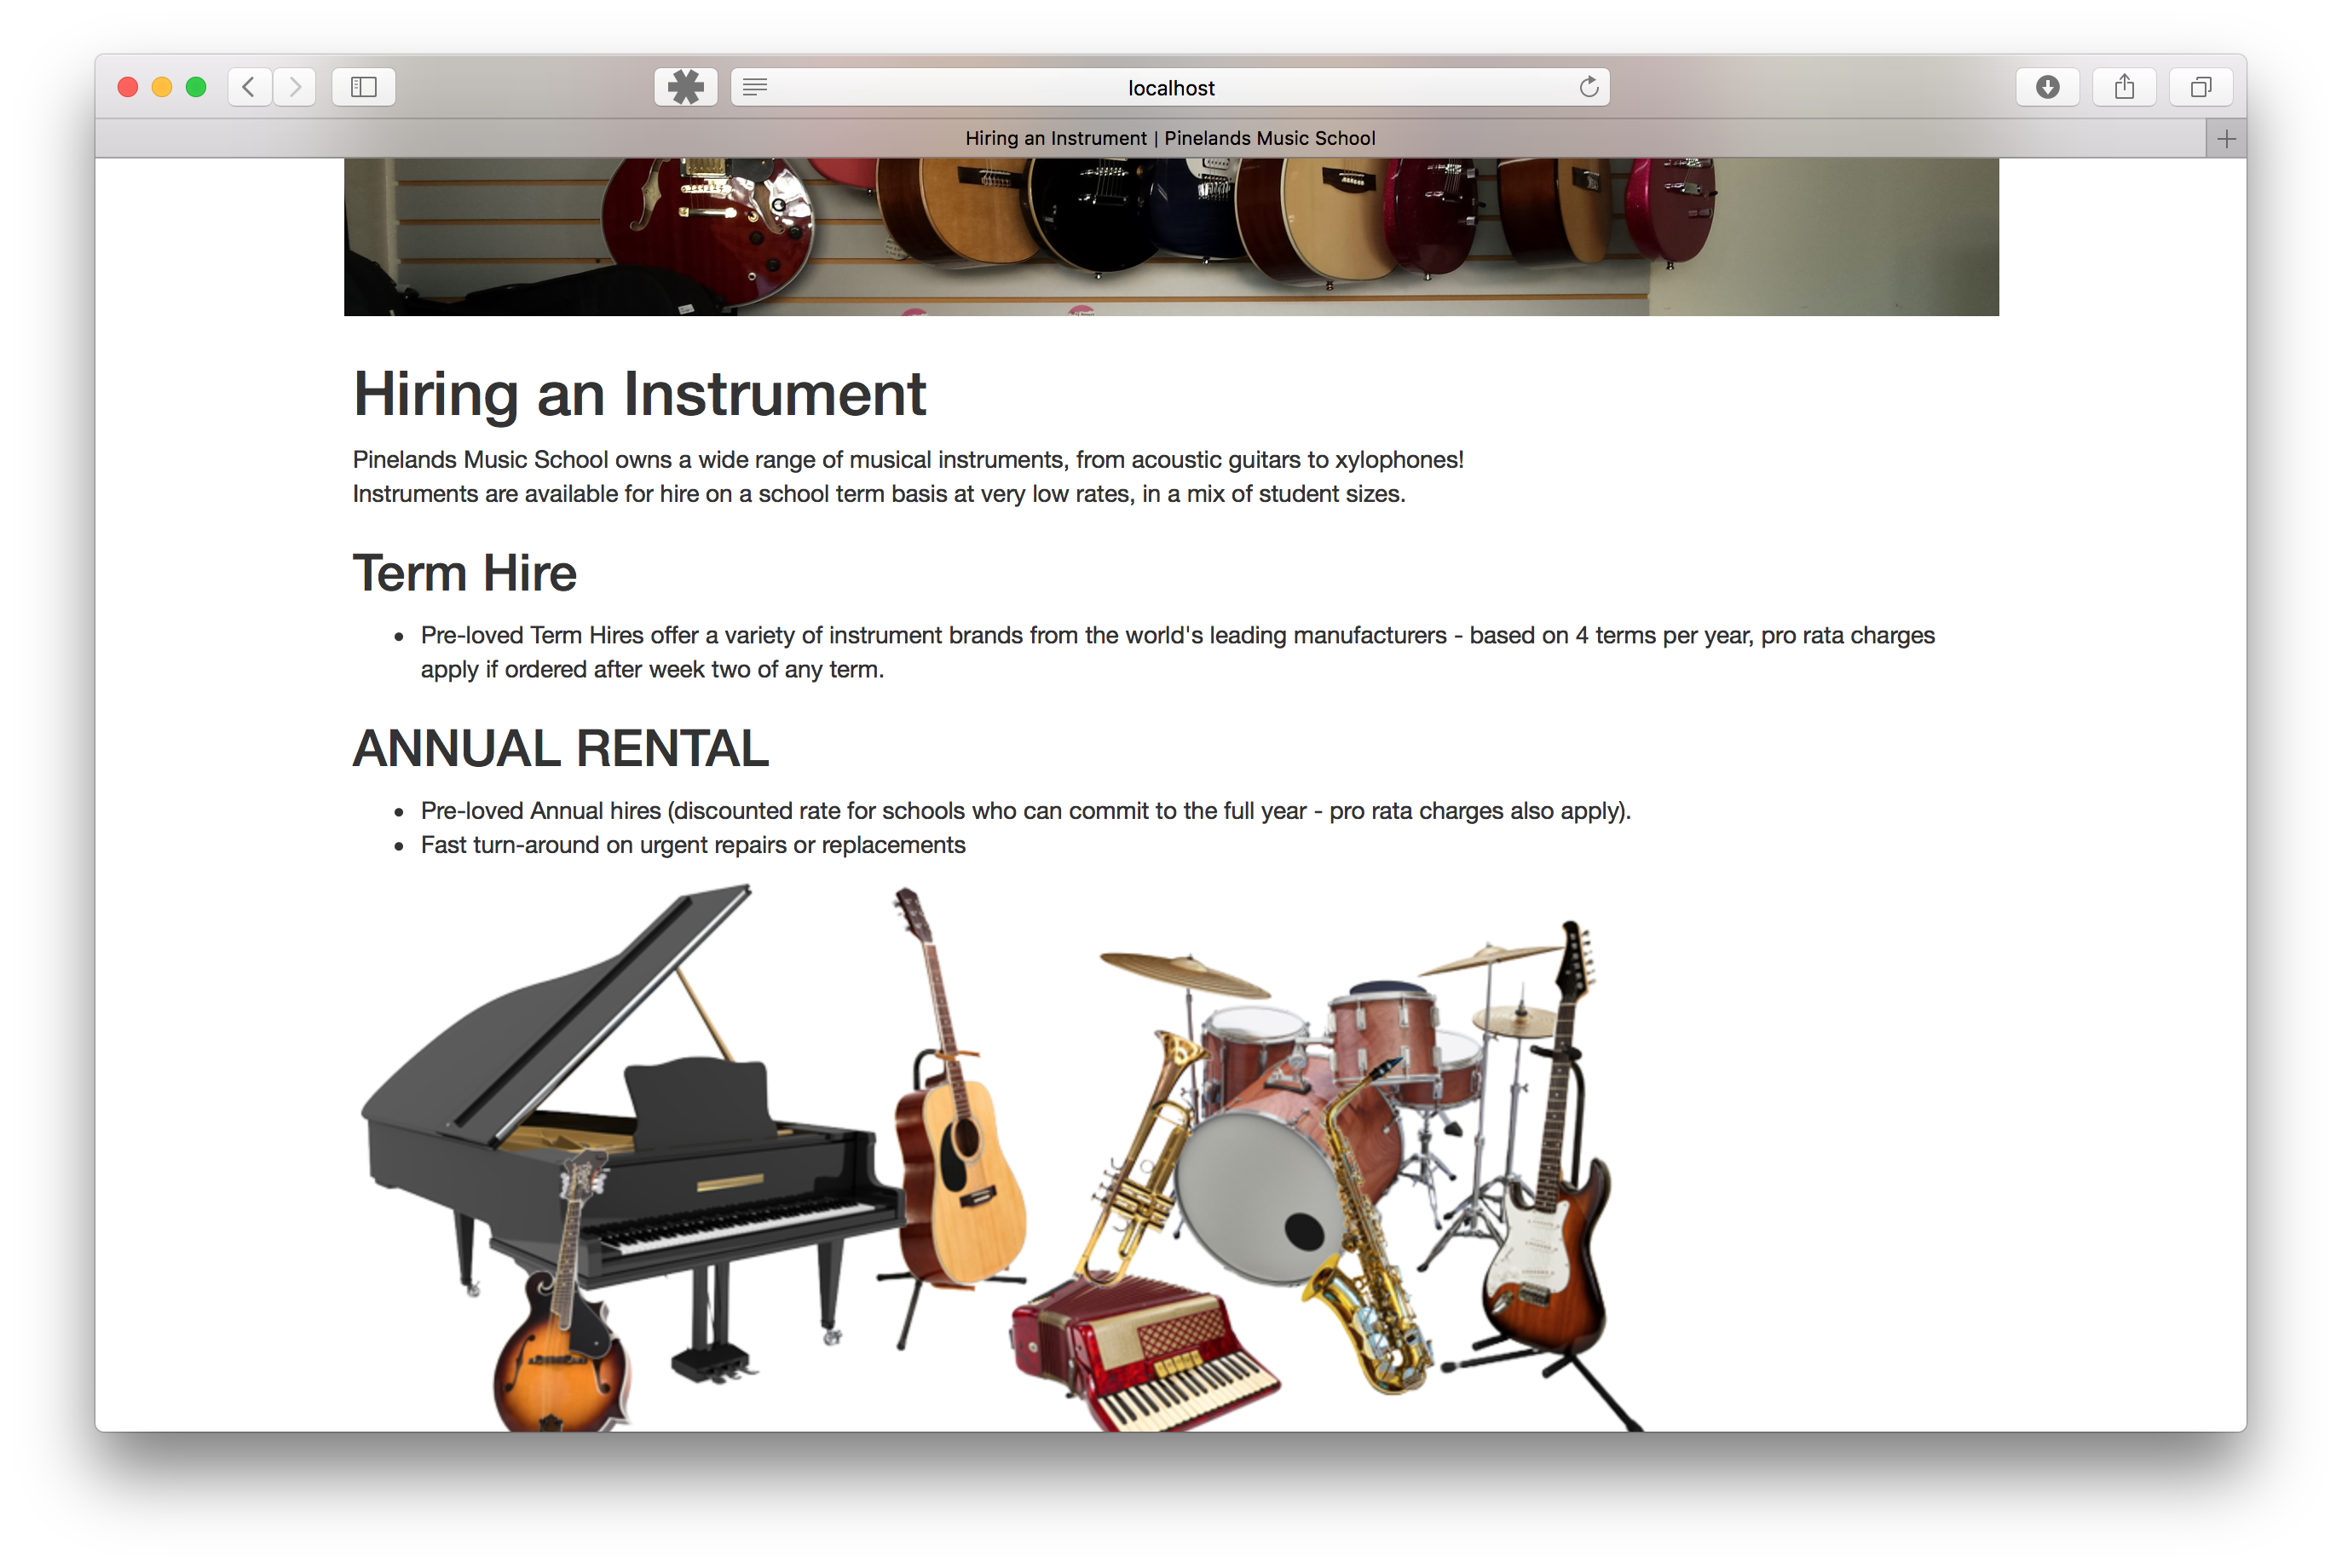 localhost
Hiring an Instrument | Pinelands Music School
Hiring an Instrument
Pinelands Music School owns a wide range of musical instruments, from acoustic guitars to xylophones!
Instruments are available for hire on a school term basis at very low rates, in a mix of student sizes.
Term Hire
• Pre-loved Term Hires offer a variety of instrument brands from the world's leading manufacturers - based on 4 terms per year, pro rata charges
apply if ordered after week two of any term.
ANNUAL RENTAL
• Pre-loved Annual hires (discounted rate for schools who can commit to the full year - pro rata charges also apply).
• Fast turn-around on urgent repairs or replacements